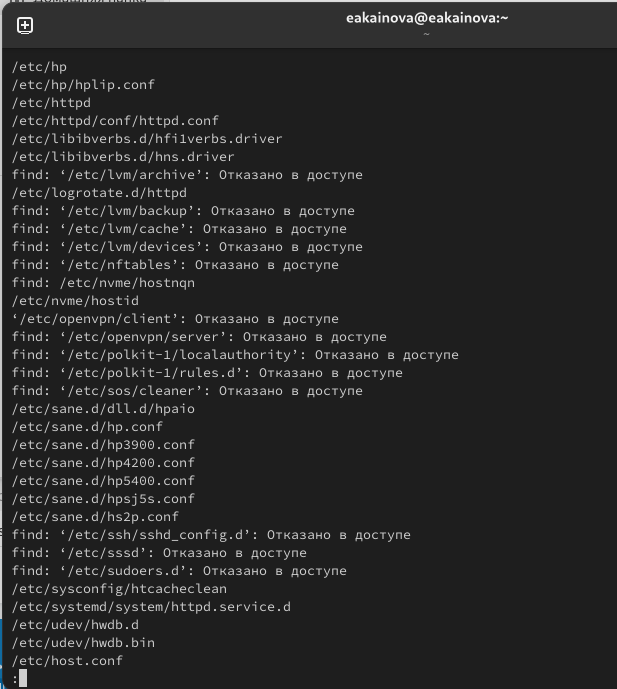 eakainova@eakainova:~
~
/etc/hp
/etc/hp/hplip.conf
/etc/httpd
/etc/httpd/conf/httpd.conf
/etc/libibverbs.d/hfi1verbs.driver
/etc/libibverbs.d/hns.driver
find: ‘/etc/lvm/archive’: Отказано в доступе
/etc/logrotate.d/httpd
find: ‘/etc/lvm/backup’: Отказано в доступе
find: ‘/etc/lvm/cache’: Отказано в доступе
find: ‘/etc/lvm/devices’: Отказано в доступе
find: ‘/etc/nftables’: Отказано в доступе
find: /etc/nvme/hostnqn
/etc/nvme/hostid
‘/etc/openvpn/client’: Отказано в доступе
find: ‘/etc/openvpn/server’: Отказано в доступе
find: ‘/etc/polkit-1/localauthority’: Отказано в доступе
find: ‘/etc/polkit-1/rules.d’: Отказано в доступе
find: ‘/etc/sos/cleaner’: Отказано в доступе
/etc/sane.d/dll.d/hpaio
/etc/sane.d/hp.conf
/etc/sane.d/hp3900.conf
/etc/sane.d/hp4200.conf
/etc/sane.d/hp5400.conf
/etc/sane.d/hpsj5s.conf
/etc/sane.d/hs2p.conf
find: ‘/etc/ssh/sshd_config.d’: Отказано в доступе
find: ‘/etc/sssd’: Отказано в доступе
find: ‘/etc/sudoers.d’: Отказано в доступе
/etc/sysconfig/htcacheclean
/etc/systemd/system/httpd.service.d
/etc/udev/hwdb.d
/etc/udev/hwdb.bin
/etc/host.conf
: